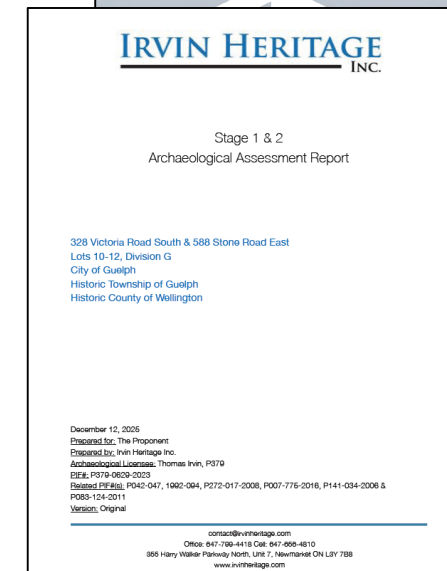 IRVIN HERITAGE
INC.
Stage 1 & 2
Archaeological Assessment Report
328 Victoria Road South & 588 Stone Road East
Lots 10-12, Division G
City of Guelph
Historic Township of Guelph
Historic County of Wellington
December 12, 2025
Prepared for: The Proponent
Prepared by: Irvin Heritage Inc.
Archaeological Licensee: Thomas Irvin, P379
PIF#: P379-0629-2023
Related PIF#(s): P042-047, 1992-094, P272-017-2008, P007-775-2016, P141-034-2006 &
P083-124-2011
Version: Original
contact@irvinheritage.com
Office: 647-799-4418 Cell: 647-656-4810
355 Harry Walker Parkway North, Unit 7, Newmarket ON L3Y 7B8
www.irvinheritage.com